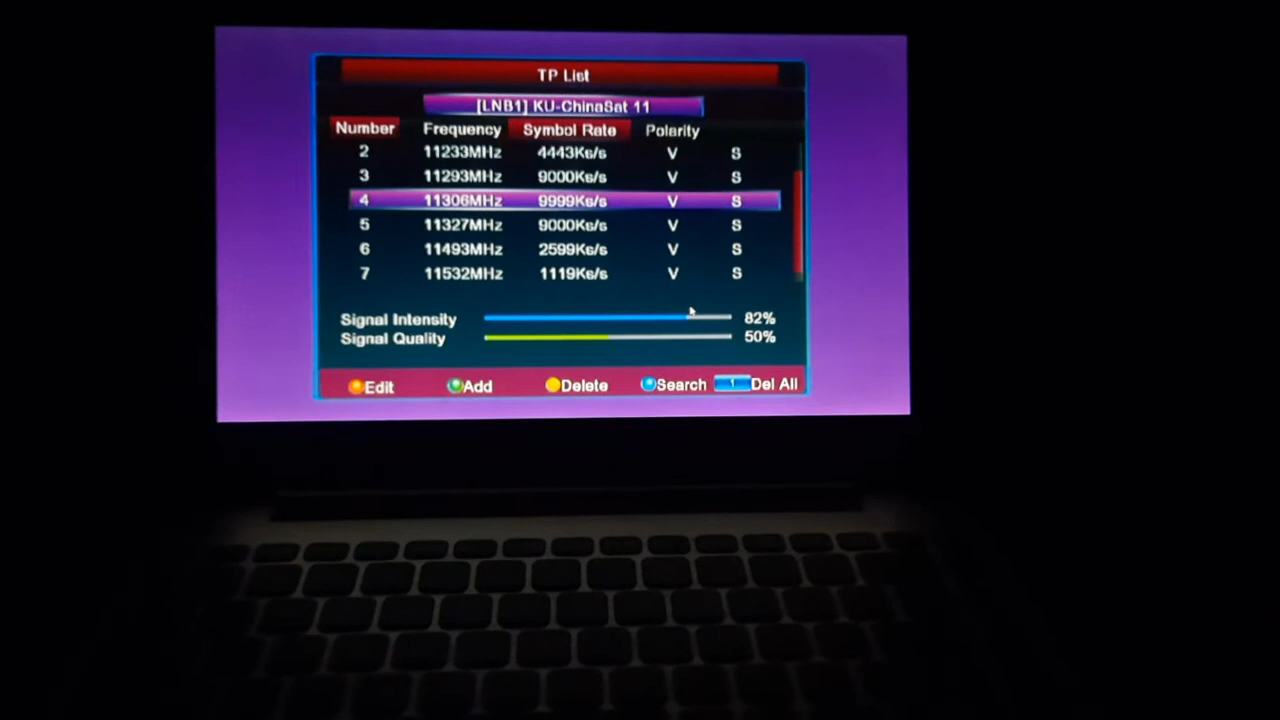 TP List
[LNB1] KU-ChinaSat 11
Number Frequency Symbol Rate Polarity
2 11233MHz 4443Ks/s V S
3 11293MHz 9000Ks/s V S
4 11306MHz 9999Ks/s V S
5 11327MHz 9000Ks/s V S
6 11493MHz 2599Ks/s V S
7 11532MHz 1119Ks/s V S
Signal Intensity 82%
Signal Quality 50%
Edit Add Delete Search 1 Del All